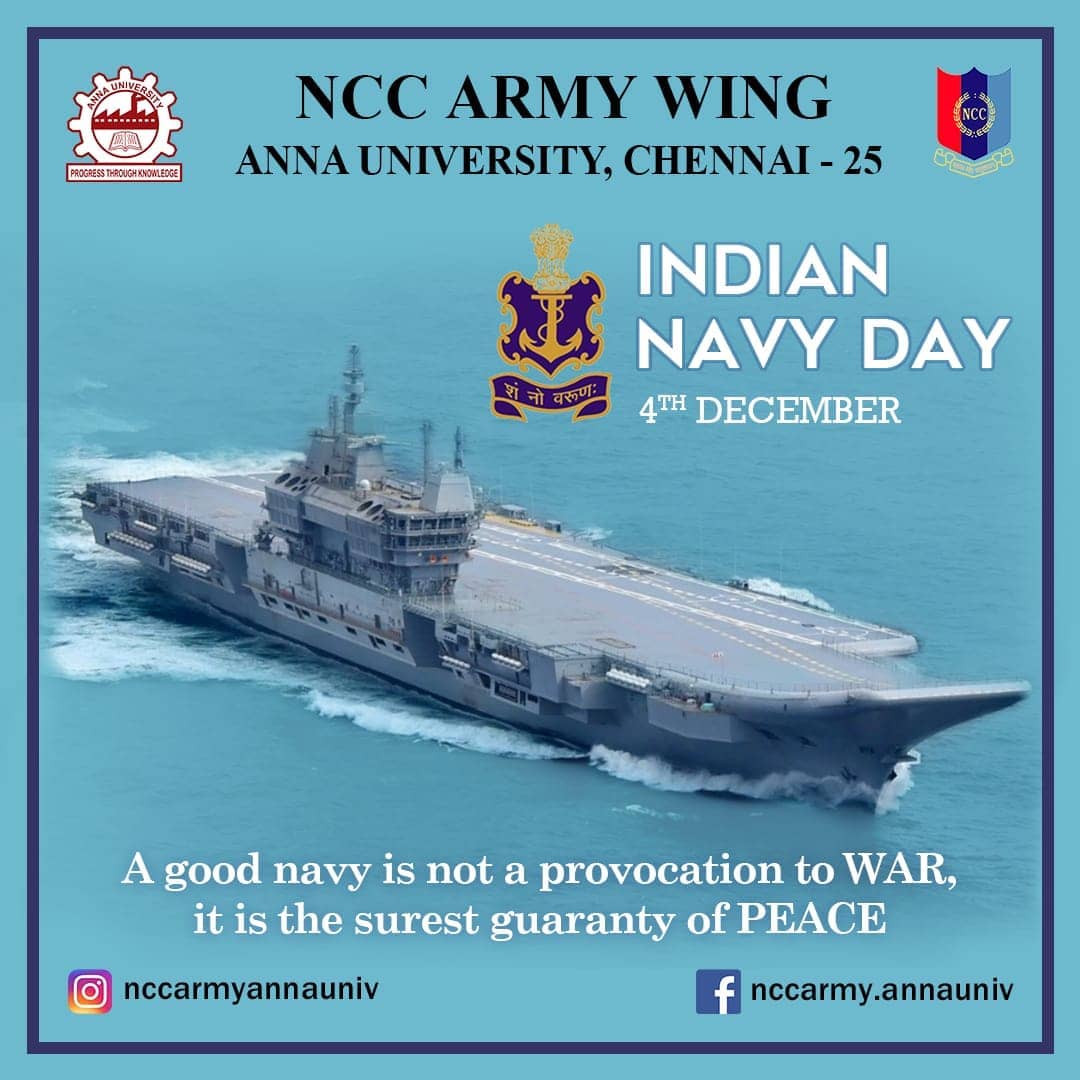 ANNA UNIVERSITY
PROGRESS THROUGH KNOWLEDGE
NCC ARMY WING
ANNA UNIVERSITY, CHENNAI - 25
NCC
INDIAN
NAVY DAY
4TH DECEMBER
शं नो वरुणः
A good navy is not a provocation to WAR,
it is the surest guaranty of PEACE
nccarmyannauniv
nccarmy.annauniv